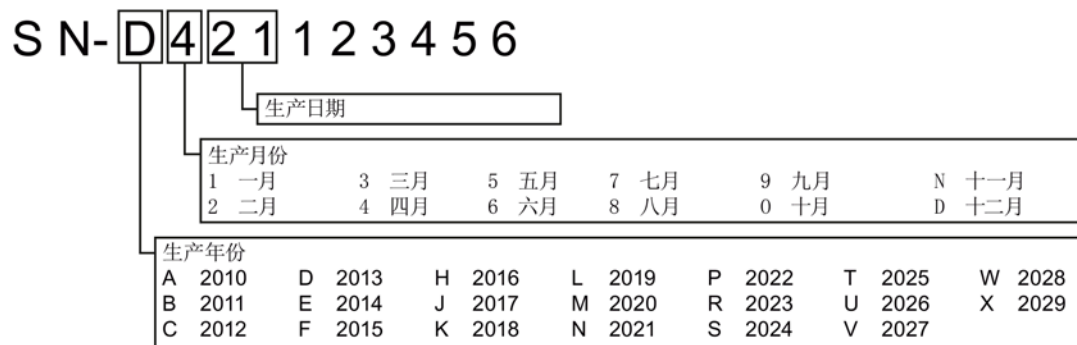 S N- D 4 2 1 1 2 3 4 5 6
生产日期
生产月份
1 一月 3 三月 5 五月 7 七月 9 九月 N 十一月
2 二月 4 四月 6 六月 8 八月 O 十月 D 十二月
生产年份
A 2010 D 2013 H 2016 L 2019 P 2022 T 2025 W 2028
B 2011 E 2014 J 2017 M 2020 R 2023 U 2026 X 2029
C 2012 F 2015 K 2018 N 2021 S 2024 V 2027